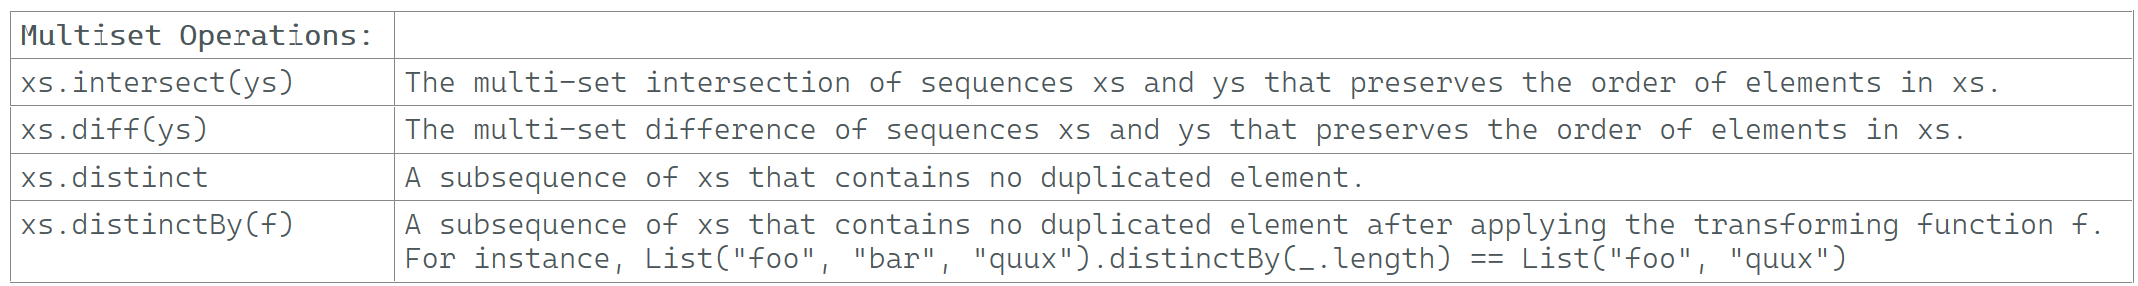 Multiset Operations:
xs.intersect(ys) The multi-set intersection of sequences xs and ys that preserves the order of elements in xs.
xs.diff(ys) The multi-set difference of sequences xs and ys that preserves the order of elements in xs.
xs.distinct A subsequence of xs that contains no duplicated element.
xs.distinctBy(f) A subsequence of xs that contains no duplicated element after applying the transforming function f.
For instance, List("foo", "bar", "quux").distinctBy(_.length) == List("foo", "quux")